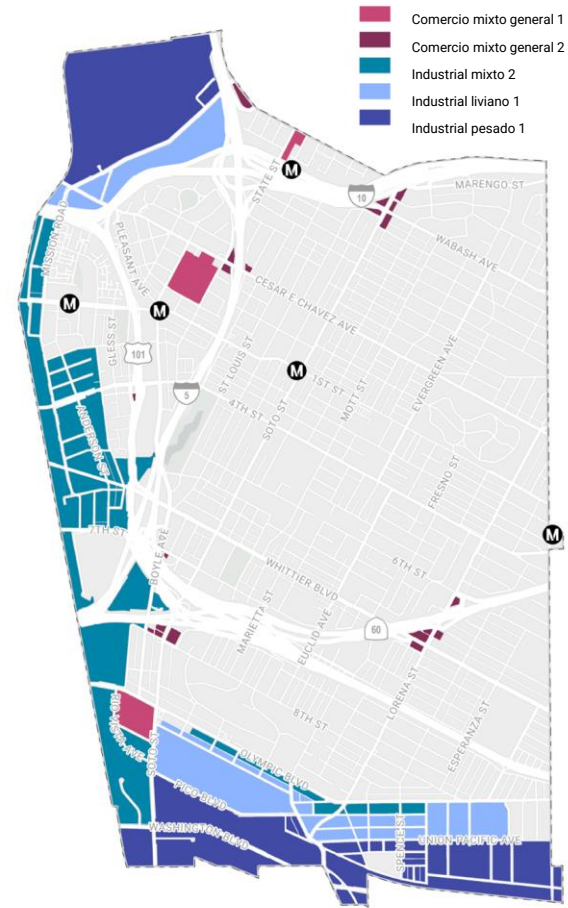 Comercio mixto general 1
Comercio mixto general 2
Industrial mixto 2
Industrial liviano 1
Industrial pesado 1
STATE ST
M
10
MARENGO ST
MISSION ROAD
PLEASANT AVE
WABASH AVE
CESAR E CHAVEZ AVE
M
M
GLESS ST
101
ST LOUIS ST
EVERGREEN AVE
M
1ST ST
MOTT ST
5
4TH ST
SOTO ST
ANDERSON ST
FRESNO ST
7TH ST
M
BOYLE AVE
6TH ST
WHITTIER BLVD
MARIETTA ST
EUCLID AVE
60
LORENA ST
8TH ST
ESPERANZA ST
RIO VISTA AVE
SOTO ST
OLYMPIC BLVD
PICO BLVD
WASHINGTON BLVD
SPENCE ST
UNION PACIFIC AVE